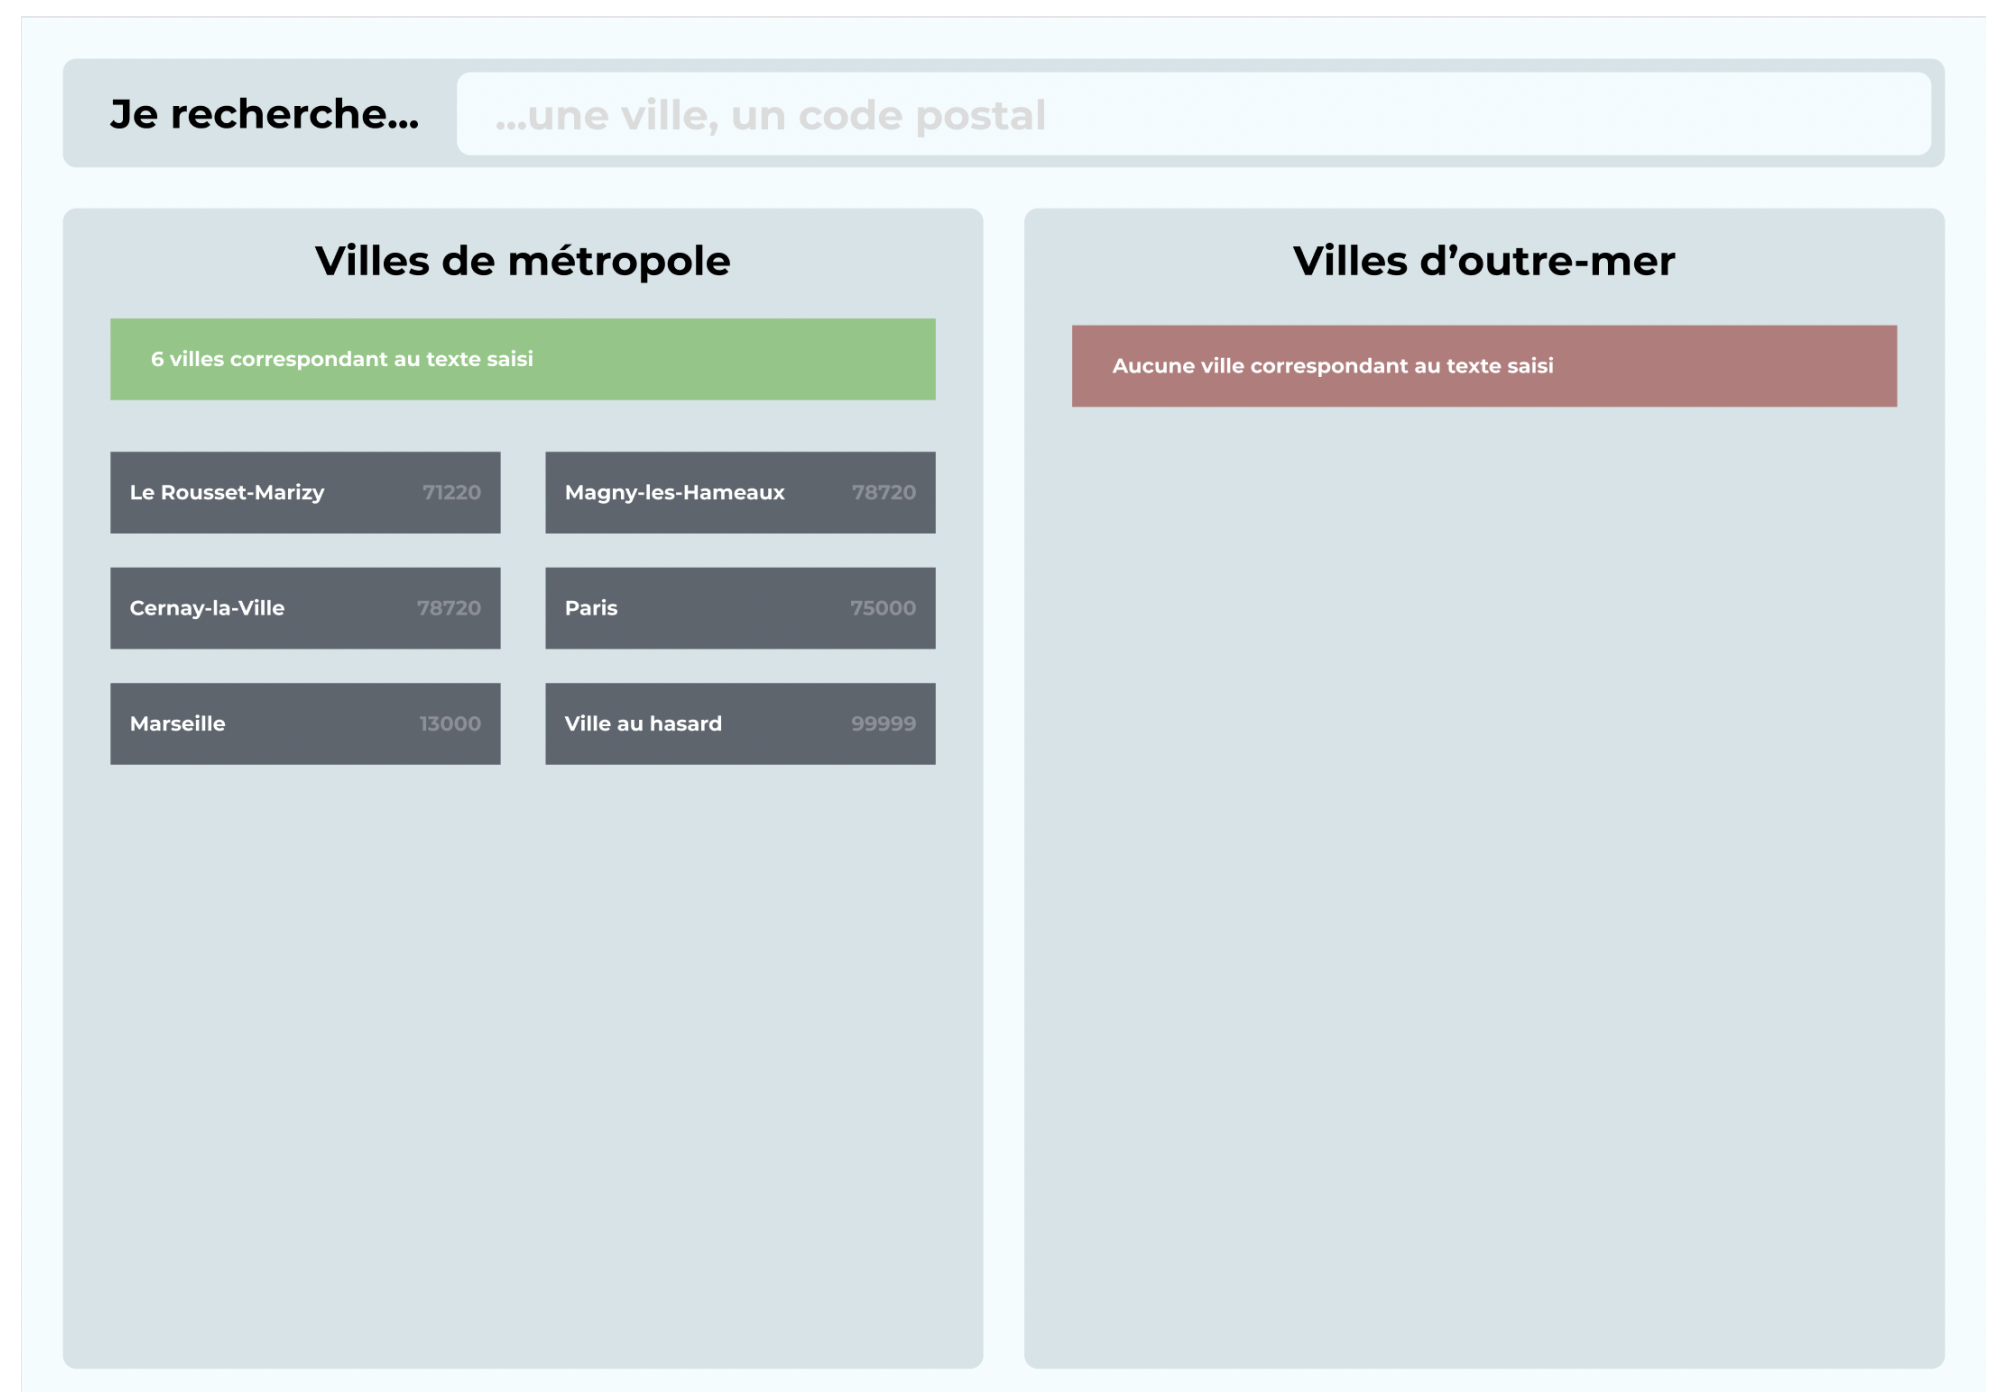 Je recherche...
...une ville, un code postal
Villes de métropole
6 villes correspondant au texte saisi
Le Rousset-Marizy 71220
Magny-les-Hameaux 78720
Cernay-la-Ville 78720
Paris 75000
Marseille 13000
Ville au hasard 99999
Villes d’outre-mer
Aucune ville correspondant au texte saisi